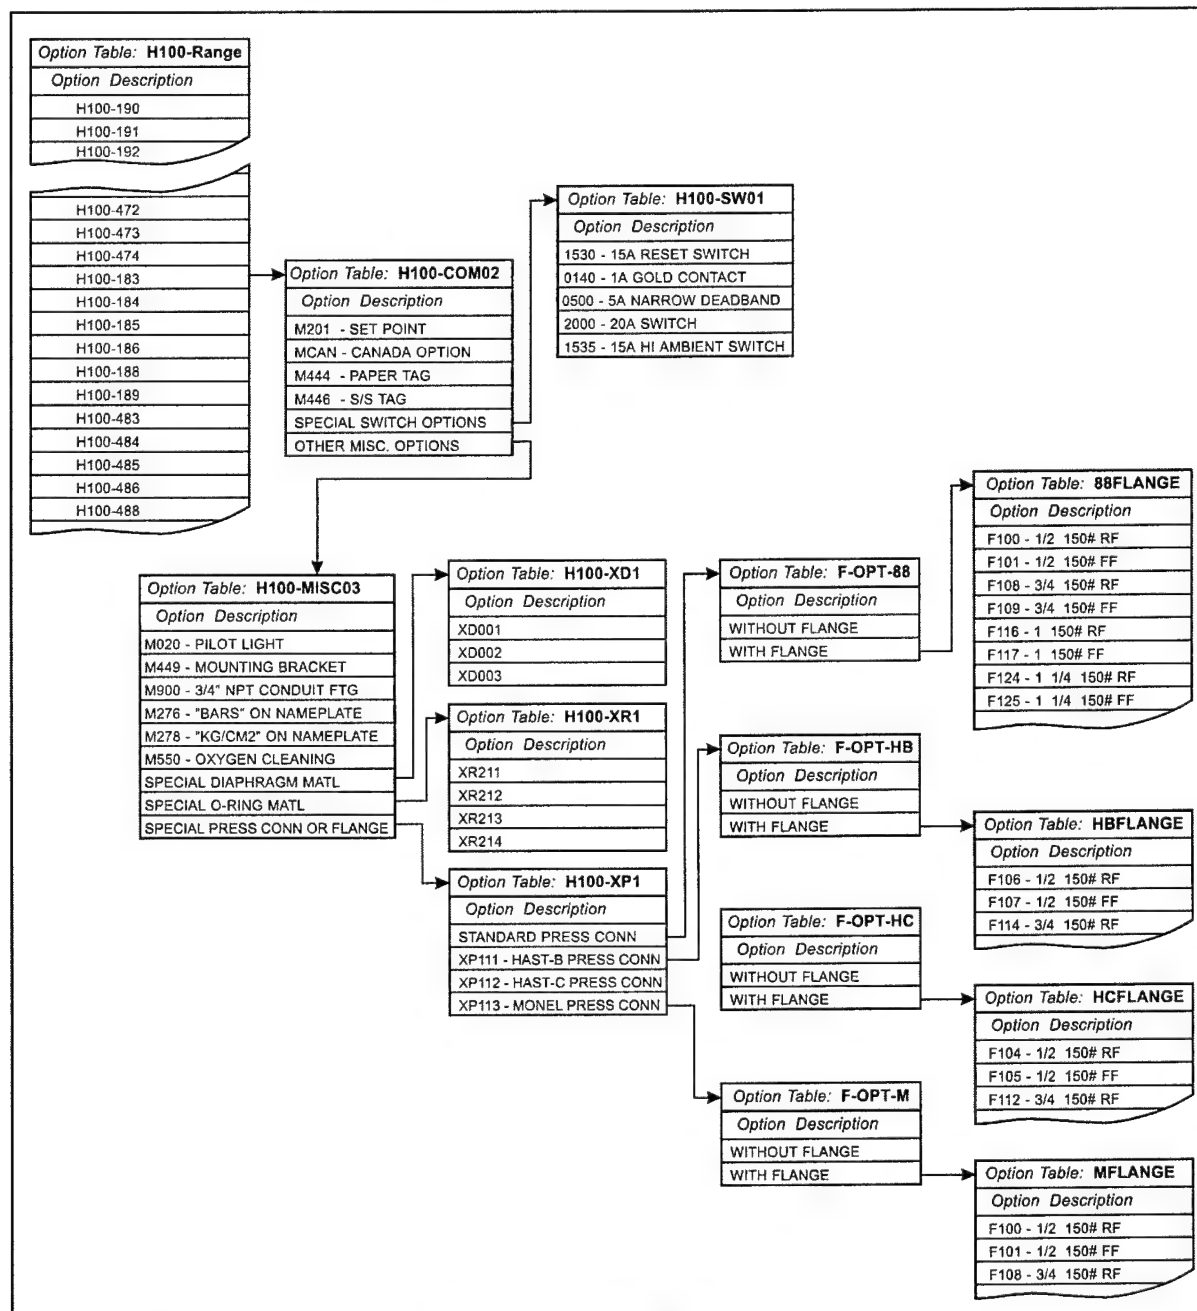 Option Table: H100-Range
Option Description
H100-190
H100-191
H100-192
H100-472
H100-473
H100-474
H100-183
H100-184
H100-185
H100-186
H100-188
H100-189
H100-483
H100-484
H100-485
H100-486
H100-488
Option Table: H100-COM02
Option Description
M201 - SET POINT
MCAN - CANADA OPTION
M444 - PAPER TAG
M446 - S/S TAG
SPECIAL SWITCH OPTIONS
OTHER MISC. OPTIONS
Option Table: H100-SW01
Option Description
1530 - 15A RESET SWITCH
0140 - 1A GOLD CONTACT
0500 - 5A NARROW DEADBAND
2000 - 20A SWITCH
1535 - 15A HI AMBIENT SWITCH
Option Table: H100-MISC03
Option Description
M020 - PILOT LIGHT
M449 - MOUNTING BRACKET
M900 - 3/4" NPT CONDUIT FTG
M276 - "BARS" ON NAMEPLATE
M278 - "KG/CM2" ON NAMEPLATE
M550 - OXYGEN CLEANING
SPECIAL DIAPHRAGM MATL
SPECIAL O-RING MATL
SPECIAL PRESS CONN OR FLANGE
Option Table: H100-XD1
Option Description
XD001
XD002
XD003
Option Table: H100-XR1
Option Description
XR211
XR212
XR213
XR214
Option Table: H100-XP1
Option Description
STANDARD PRESS CONN
XP111 - HAST-B PRESS CONN
XP112 - HAST-C PRESS CONN
XP113 - MONEL PRESS CONN
Option Table: F-OPT-88
Option Description
WITHOUT FLANGE
WITH FLANGE
Option Table: F-OPT-HB
Option Description
WITHOUT FLANGE
WITH FLANGE
Option Table: F-OPT-HC
Option Description
WITHOUT FLANGE
WITH FLANGE
Option Table: F-OPT-M
Option Description
WITHOUT FLANGE
WITH FLANGE
Option Table: 88FLANGE
Option Description
F100 - 1/2 150# RF
F101 - 1/2 150# FF
F108 - 3/4 150# RF
F109 - 3/4 150# FF
F116 - 1 150# RF
F117 - 1 150# FF
F124 - 1 1/4 150# RF
F125 - 1 1/4 150# FF
Option Table: HBFLANGE
Option Description
F106 - 1/2 150# RF
F107 - 1/2 150# FF
F114 - 3/4 150# RF
Option Table: HCFLANGE
Option Description
F104 - 1/2 150# RF
F105 - 1/2 150# FF
F112 - 3/4 150# RF
Option Table: MFLANGE
Option Description
F100 - 1/2 150# RF
F101 - 1/2 150# FF
F108 - 3/4 150# RF